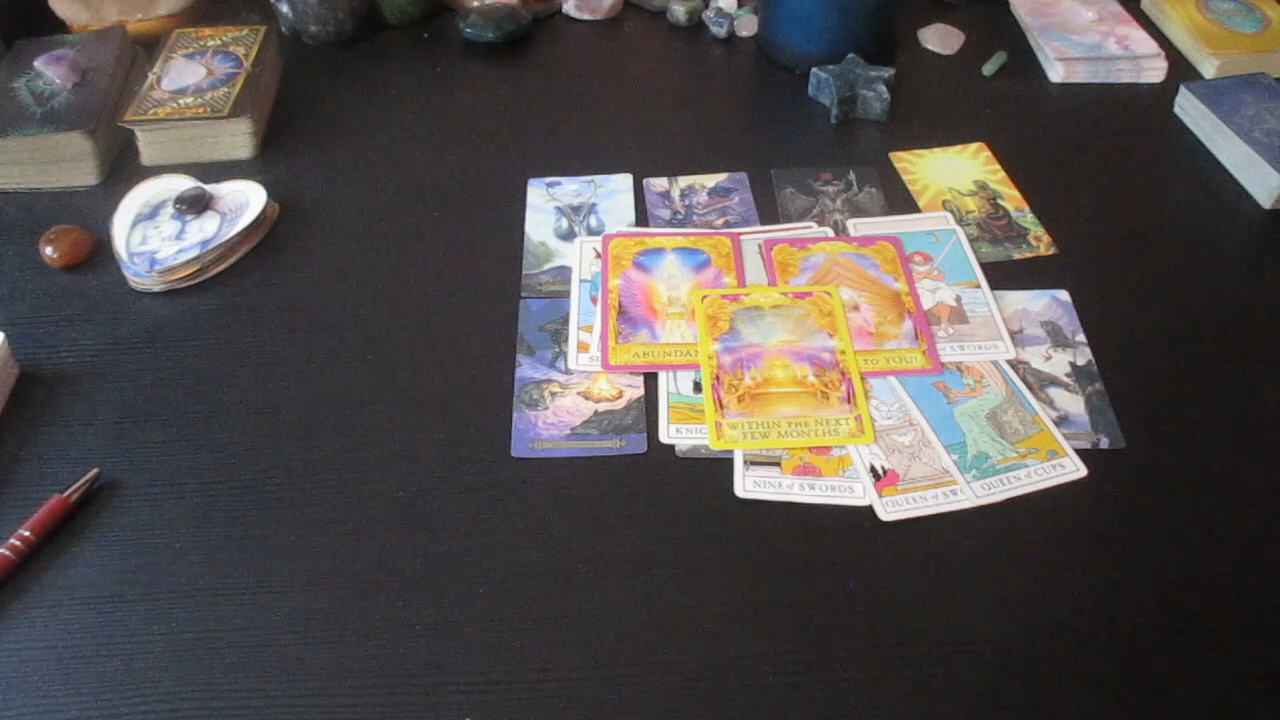 ABUNDAN
TO YOU!
of SWORDS
WITHIN THE NEXT
FEW MONTHS
KNIG
NINE of SWORDS
QUEEN of SW
QUEEN of CUPS